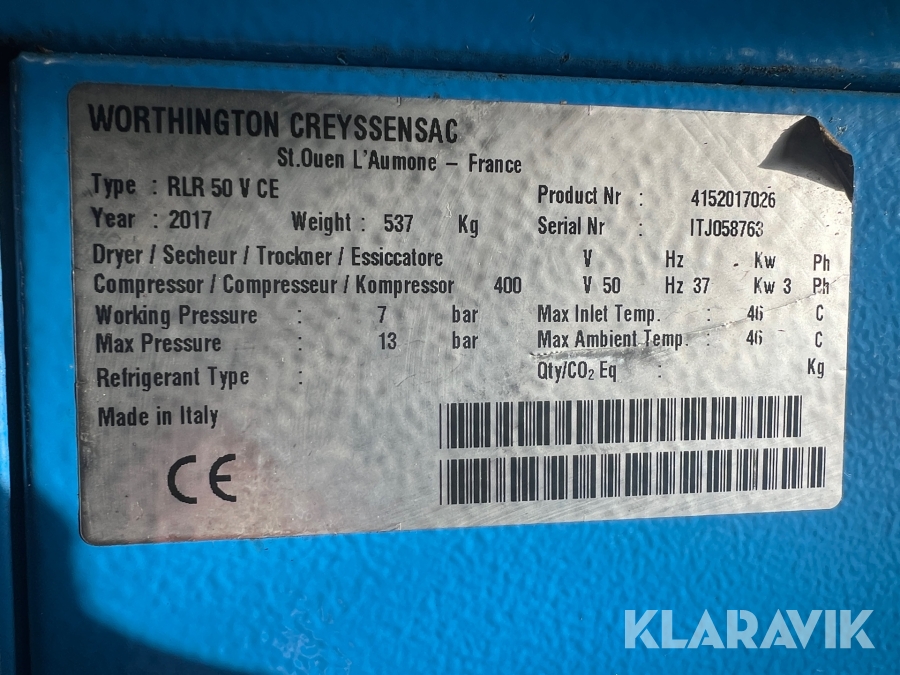 WORTHINGTON CREYSSENSAC
St.Ouen L'Aumone – France
Type : RLR 50 V CE
Product Nr : 4152017026
Year : 2017 Weight : 537 Kg
Serial Nr : ITJ058763
Dryer / Secheur / Trockner / Essiccatore V Hz - Kw Ph
Compressor / Compresseur / Kompressor 400 V 50 Hz 37 Kw 3 Ph
Working Pressure : 7 bar Max Inlet Temp. : 46 C
Max Pressure : 13 bar Max Ambient Temp. : 46 C
Refrigerant Type : Qty/CO₂ Eq : Kg
Made in Italy
CE
KLARAVIK